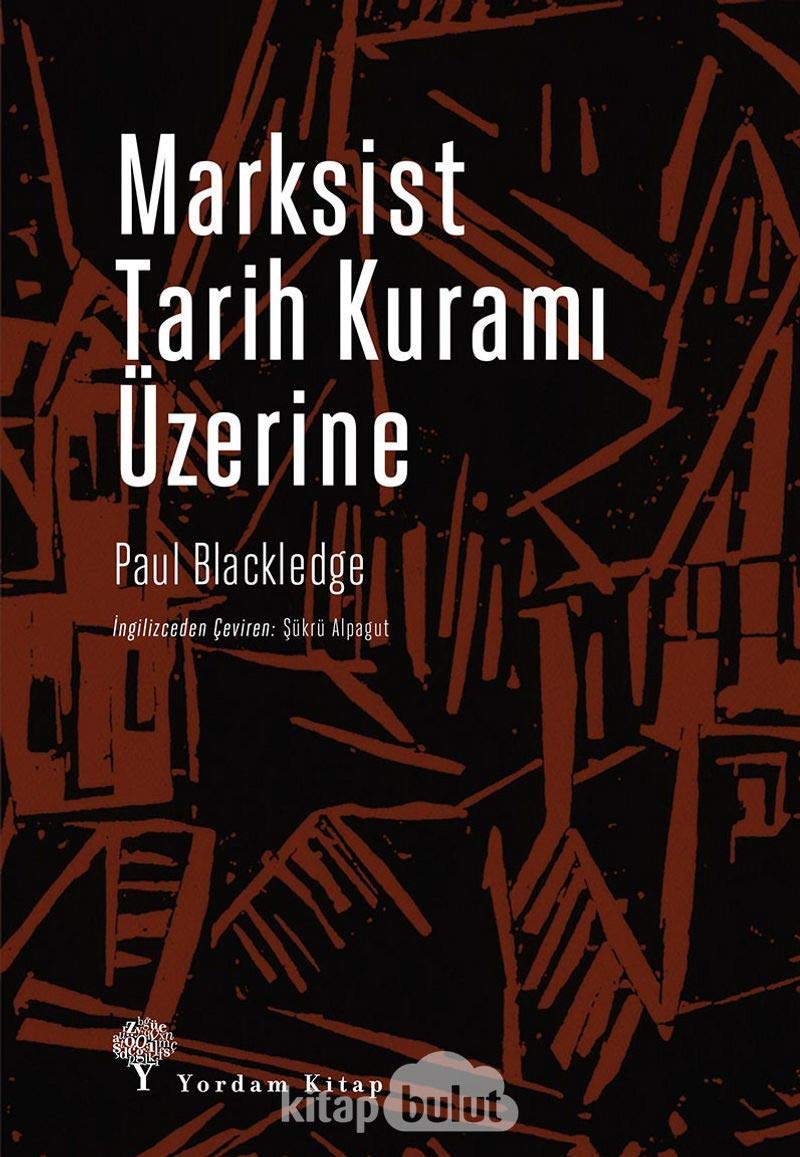 Marksist
Tarih Kuramı
Üzerine
Paul Blackledge
İngilizceden Çeviren: Şükrü Alpagut
Y Yordam Kitap
kitap bulut